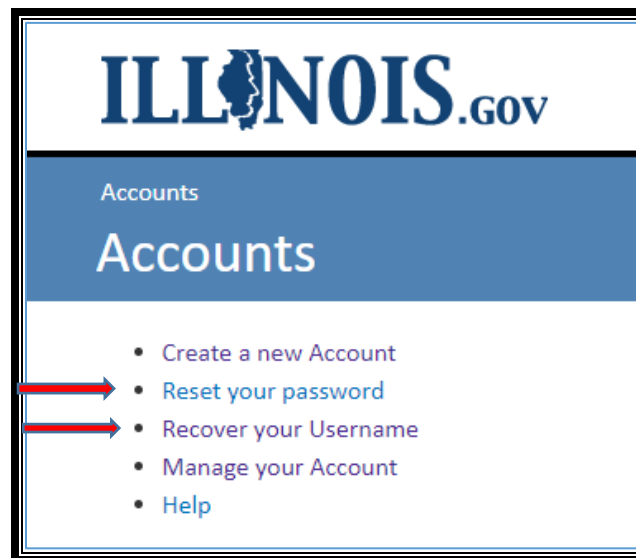 ILLINOIS.GOV
Accounts
Accounts
Create a new Account
Reset your password
Recover your Username
Manage your Account
Help